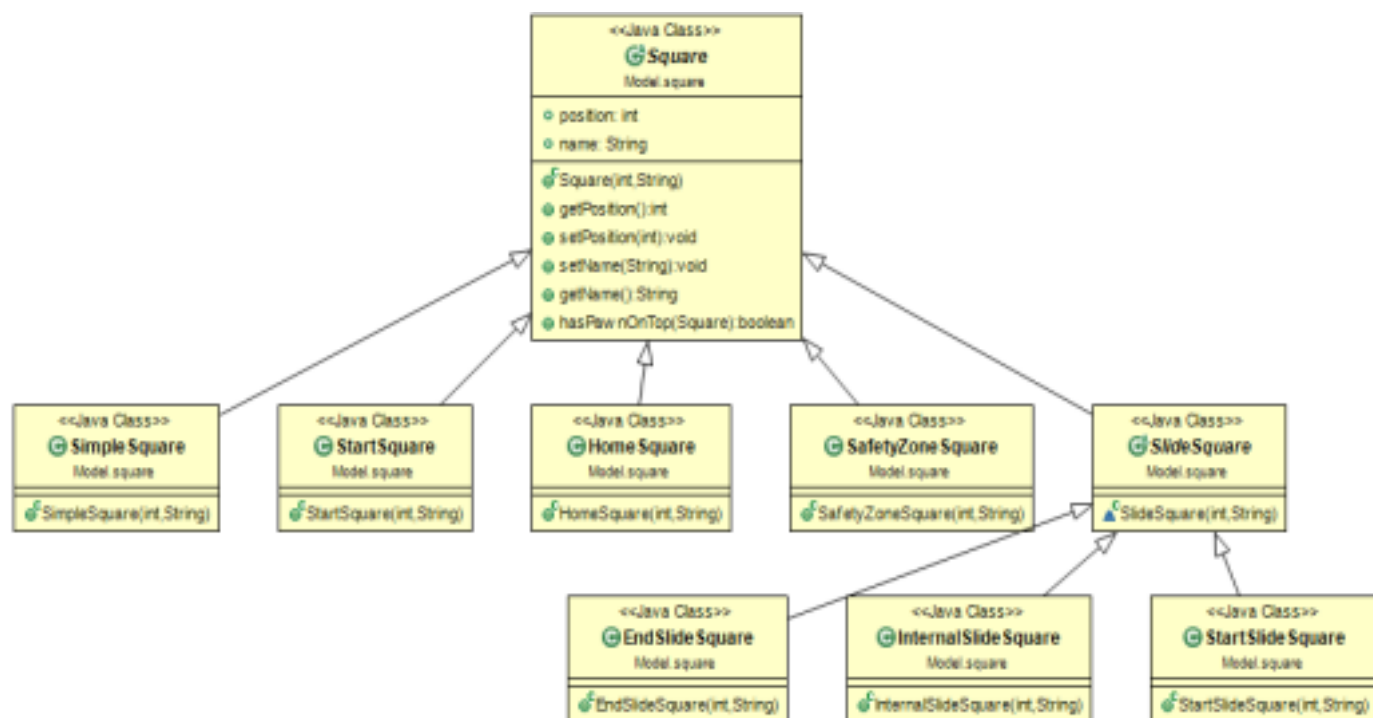 <<Java Class>>
Square
Model.square
position: int
name: String
Square(int,String)
getPosition():int
setPosition(int):void
setName(String):void
getName():String
hasPawnOnTop(Square):boolean
<<Java Class>>
SimpleSquare
Model.square
SimpleSquare(int,String)
<<Java Class>>
StartSquare
Model.square
StartSquare(int,String)
<<Java Class>>
HomeSquare
Model.square
HomeSquare(int,String)
<<Java Class>>
SafetyZoneSquare
Model.square
SafetyZoneSquare(int,String)
<<Java Class>>
SlideSquare
Model.square
SlideSquare(int,String)
<<Java Class>>
EndSlideSquare
Model.square
EndSlideSquare(int,String)
<<Java Class>>
InternalSlideSquare
Model.square
InternalSlideSquare(int,String)
<<Java Class>>
StartSlideSquare
Model.square
StartSlideSquare(int,String)